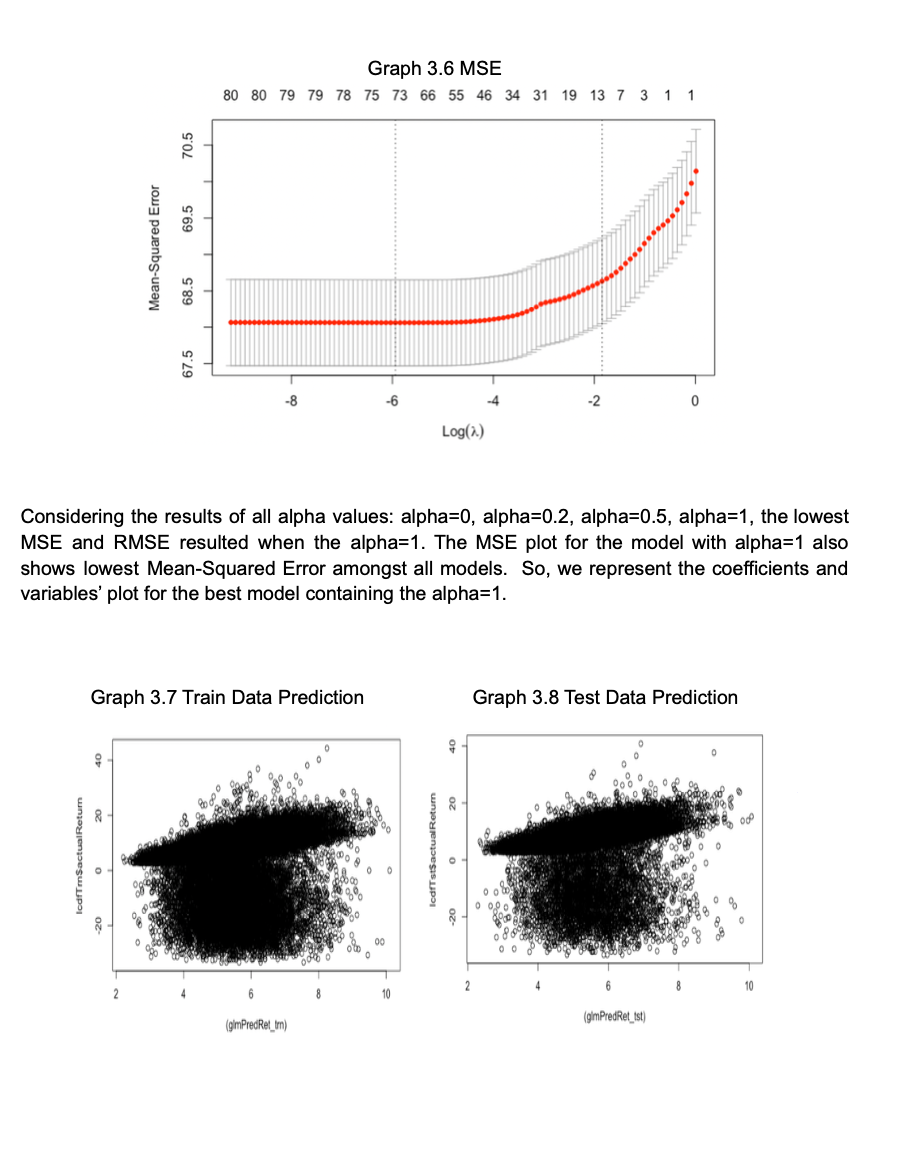 Graph 3.6 MSE
80 80 79 79 78 75 73 66 55 46 34 31 19 13 7 3 1 1
70.5
69.5
68.5
67.5
Mean-Squared Error
-8 -6 -4 -2 0
Log(λ)
Considering the results of all alpha values: alpha=0, alpha=0.2, alpha=0.5, alpha=1, the lowest
MSE and RMSE resulted when the alpha=1. The MSE plot for the model with alpha=1 also
shows lowest Mean-Squared Error amongst all models. So, we represent the coefficients and
variables' plot for the best model containing the alpha=1.
Graph 3.7 Train Data Prediction
40
20
0
-20
lcdfTrn$actualReturn
2 4 6 8 10
(glmPredRet_trn)
Graph 3.8 Test Data Prediction
40
20
0
-20
lcdfTst$actualReturn
2 4 6 8 10
(glmPredRet_tst)